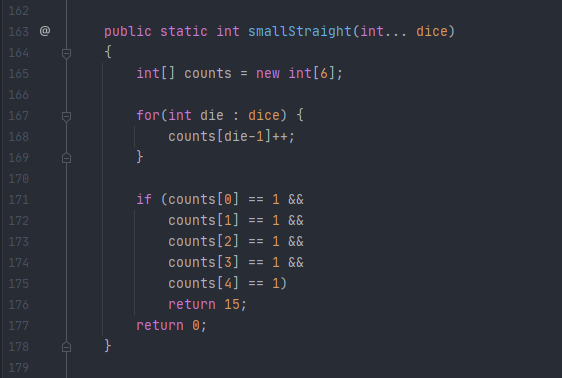 162
163 @ public static int smallStraight(int... dice)
164 {
165 int[] counts = new int[6];
166
167 for(int die : dice) {
168 counts[die-1]++;
169 }
170
171 if (counts[0] == 1 &&
172 counts[1] == 1 &&
173 counts[2] == 1 &&
174 counts[3] == 1 &&
175 counts[4] == 1)
176 return 15;
177 return 0;
178 }
179